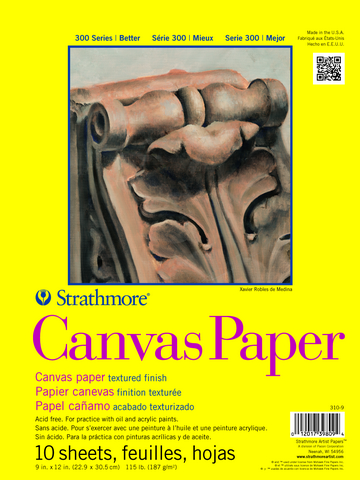 300 Series | Better Série 300 | Mieux Serie 300 | Mejor
Made in the U.S.A.
Fabriqué aux États-Unis
Hecho en E.E.U.U.
Xavier Robles de Medina
Strathmore®
Canvas Paper
Canvas paper textured finish
Papier canevas finition texturée
Papel cañamo acabado texturizado
Acid free. For practice with oil and acrylic paints.
Sans acide. Pour s'exercer avec une peinture à l'huile et une peinture acrylique.
Sin ácido. Para la práctica con pinturas acrílicas y de aceite.
10 sheets, feuilles, hojas
9 in. x 12 in. (22.9 x 30.5 cm) 115 lb. (187 g/m²)
310-9
0 12017 39809 4
Strathmore Artist Papers™
Neenah, WI 54956
www.strathmoreartist.com